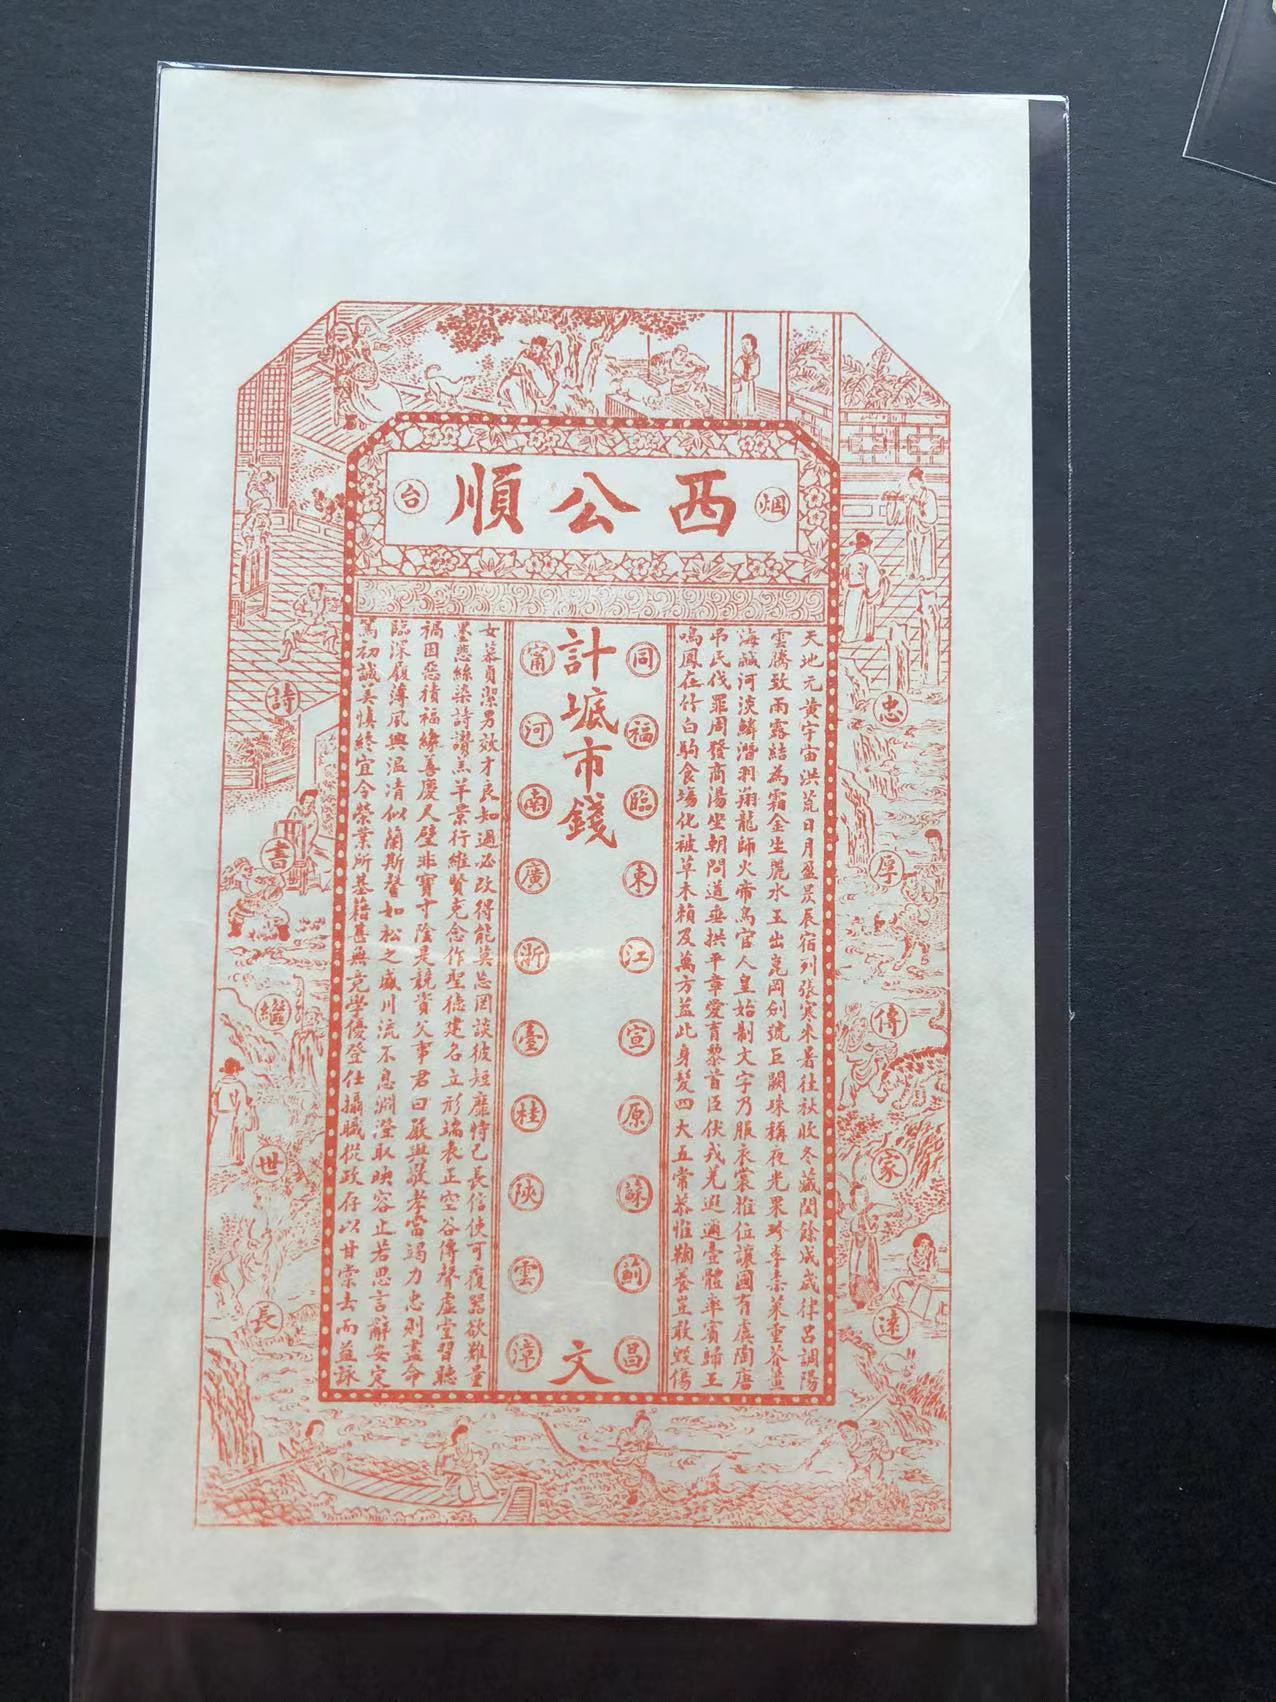 烟 西公順 台
天地元黃宇宙洪荒日月盈昃辰宿列張寒來暑往秋收冬藏閏餘成歲律呂調陽
雲騰致雨露結為霜金生麗水玉出崑岡劍號巨闕珠稱夜光果珍李柰菜重芥薑
海鹹河淡鱗潛羽翔龍師火帝鳥官人皇始制文字乃服衣裳推位讓國有虞陶唐
弔民伐罪周發商湯坐朝問道垂拱平章愛育黎首臣伏戎羌遐邇壹體率賓歸王
鳴鳳在竹白駒食場化被草木賴及萬方蓋此身髮四大五常恭惟鞠養豈敢毀傷
同福臨東江宣原蘇薊昌
計市錢 文
甯河南廣浙臺桂陝雲漳
女慕貞潔男效才良知過必改得能莫忘罔談彼短靡恃己長信使可覆器欲難量
墨悲絲染詩讚羔羊景行維賢克念作聖德建名立形端表正空谷傳聲虛堂習聽
禍因惡積福緣善慶尺璧非寶寸陰是競資父事君曰嚴與敬孝當竭力忠則盡命
臨深履薄夙興溫清似蘭斯馨如松之盛川流不息淵澄取映容止若思言辭安定
篤初誠美慎終宜令榮業所基藉甚無竟學優登仕攝職從政存以甘棠去而益詠
忠厚傳家遠
詩書繼世長